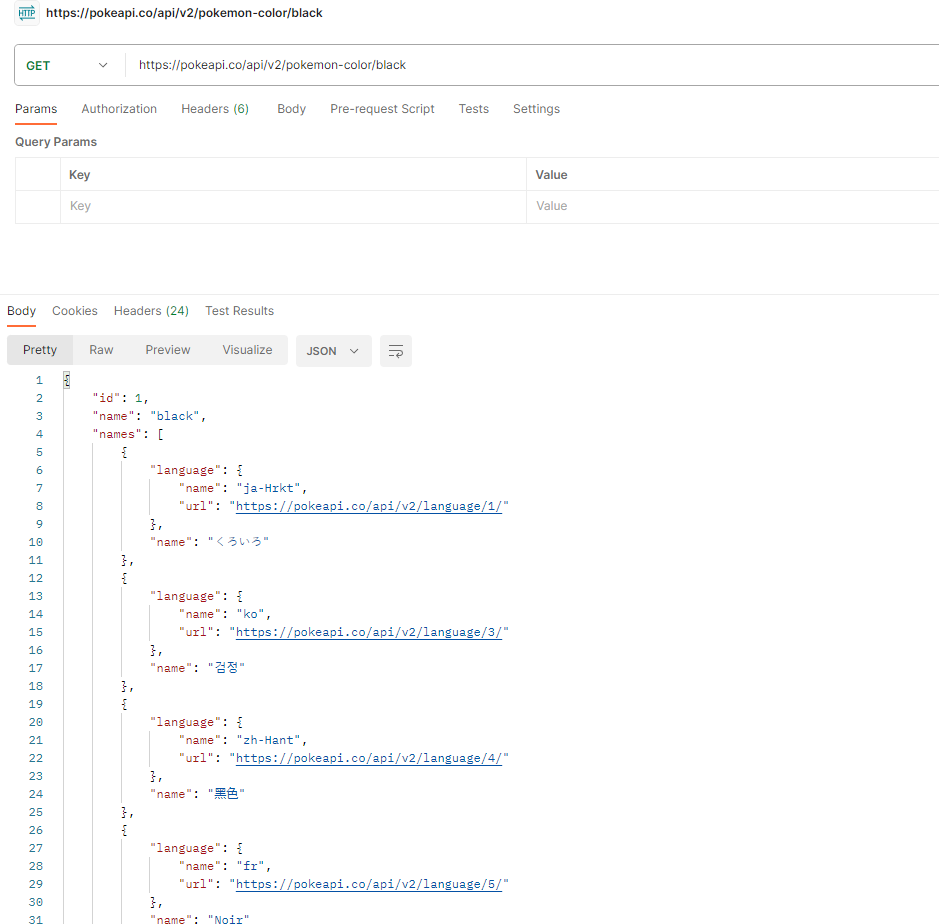 HTTP https://pokeapi.co/api/v2/pokemon-color/black
GET https://pokeapi.co/api/v2/pokemon-color/black
Params Authorization Headers (6) Body Pre-request Script Tests Settings
Query Params
Key Value
Key Value
Body Cookies Headers (24) Test Results
Pretty Raw Preview Visualize JSON
1 {
2 "id": 1,
3 "name": "black",
4 "names": [
5 {
6 "language": {
7 "name": "ja-Hrkt",
8 "url": "https://pokeapi.co/api/v2/language/1/"
9 },
10 "name": "くろいろ"
11 },
12 {
13 "language": {
14 "name": "ko",
15 "url": "https://pokeapi.co/api/v2/language/3/"
16 },
17 "name": "검정"
18 },
19 {
20 "language": {
21 "name": "zh-Hant",
22 "url": "https://pokeapi.co/api/v2/language/4/"
23 },
24 "name": "黑色"
25 },
26 {
27 "language": {
28 "name": "fr",
29 "url": "https://pokeapi.co/api/v2/language/5/"
30 },
31 "name": "Noir"